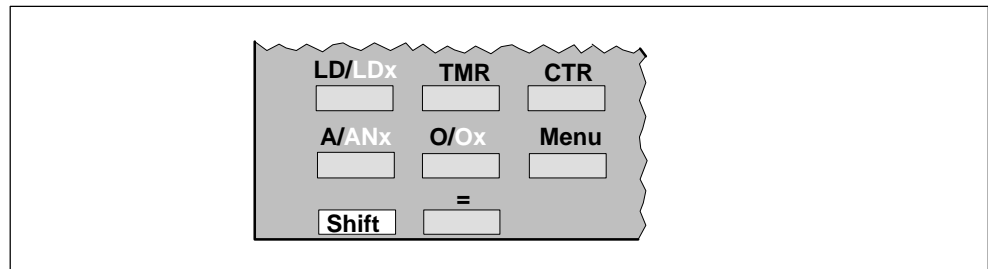 LD/LDx TMR CTR
A/ANx O/Ox Menu
=
Shift